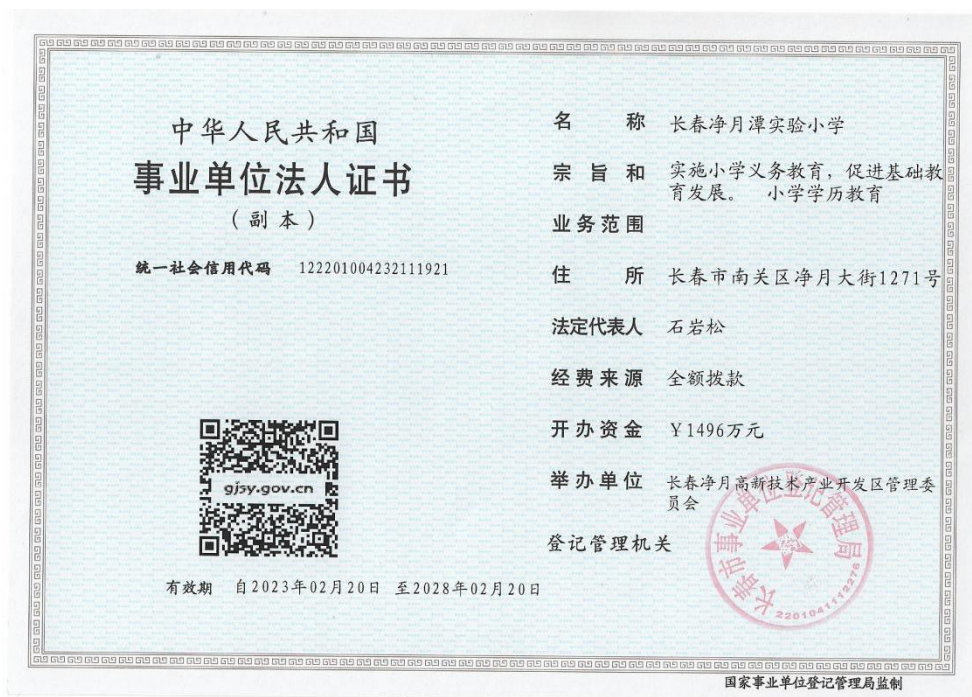 中华人民共和国
事业单位法人证书
（副本）
统一社会信用代码 122201004232111921
gjsy.gov.cn
有效期 自2023年02月20日 至2028年02月20日
名称 长春净月潭实验小学
宗旨和 实施小学义务教育，促进基础教
育发展。 小学学历教育
业务范围
住所 长春市南关区净月大街1271号
法定代表人 石岩松
经费来源 全额拨款
开办资金 ￥1496万元
举办单位 长春净月高新技术产业开发区管理委
员会
登记管理机关
长春市事业单位登记管理局
2201041112276
国家事业单位登记管理局监制